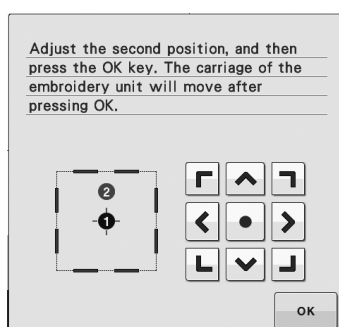 Adjust the second position, and then
press the OK key. The carriage of the
embroidery unit will move after
pressing OK.
2
1
OK